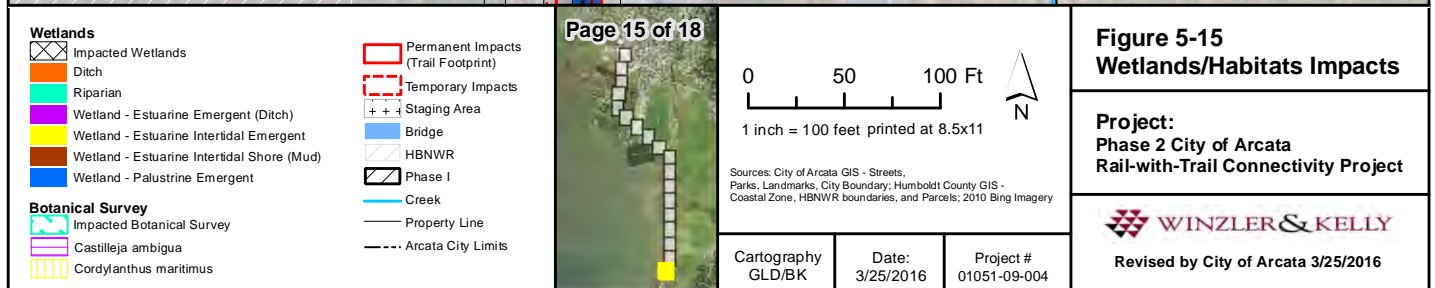 Wetlands
Impacted Wetlands
Ditch
Riparian
Wetland - Estuarine Emergent (Ditch)
Wetland - Estuarine Intertidal Emergent
Wetland - Estuarine Intertidal Shore (Mud)
Wetland - Palustrine Emergent
Botanical Survey
Impacted Botanical Survey
Castilleja ambigua
Cordylanthus maritimus
Permanent Impacts
(Trail Footprint)
Temporary Impacts
Staging Area
Bridge
HBNWR
Phase I
Creek
Property Line
Arcata City Limits
Page 15 of 18
0 50 100 Ft
N
1 inch = 100 feet printed at 8.5x11
Sources: City of Arcata GIS - Streets,
Parks, Landmarks, City Boundary; Humboldt County GIS -
Coastal Zone, HBNWR boundaries, and Parcels; 2010 Bing Imagery
Cartography
GLD/BK
Date:
3/25/2016
Project #
01051-09-004
Figure 5-15
Wetlands/Habitats Impacts
Project:
Phase 2 City of Arcata
Rail-with-Trail Connectivity Project
WINZLER & KELLY
Revised by City of Arcata 3/25/2016